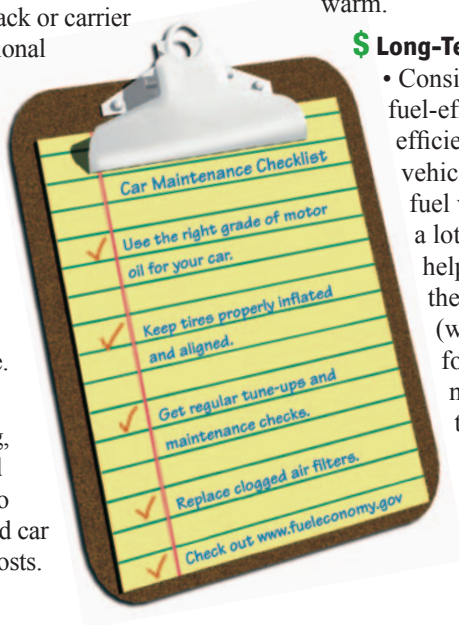 ack or carrier
ional
e.
g,
o
d car
osts.
Car Maintenance Checklist
Use the right grade of motor
oil for your car.
Keep tires properly inflated
and aligned.
Get regular tune-ups and
maintenance checks.
Replace clogged air filters.
Check out www.fueleconomy.gov
warm.
$ Long-Te
• Consi
fuel-eff
efficie
vehic
fuel
a lot
help
the
(w
fo
n
t